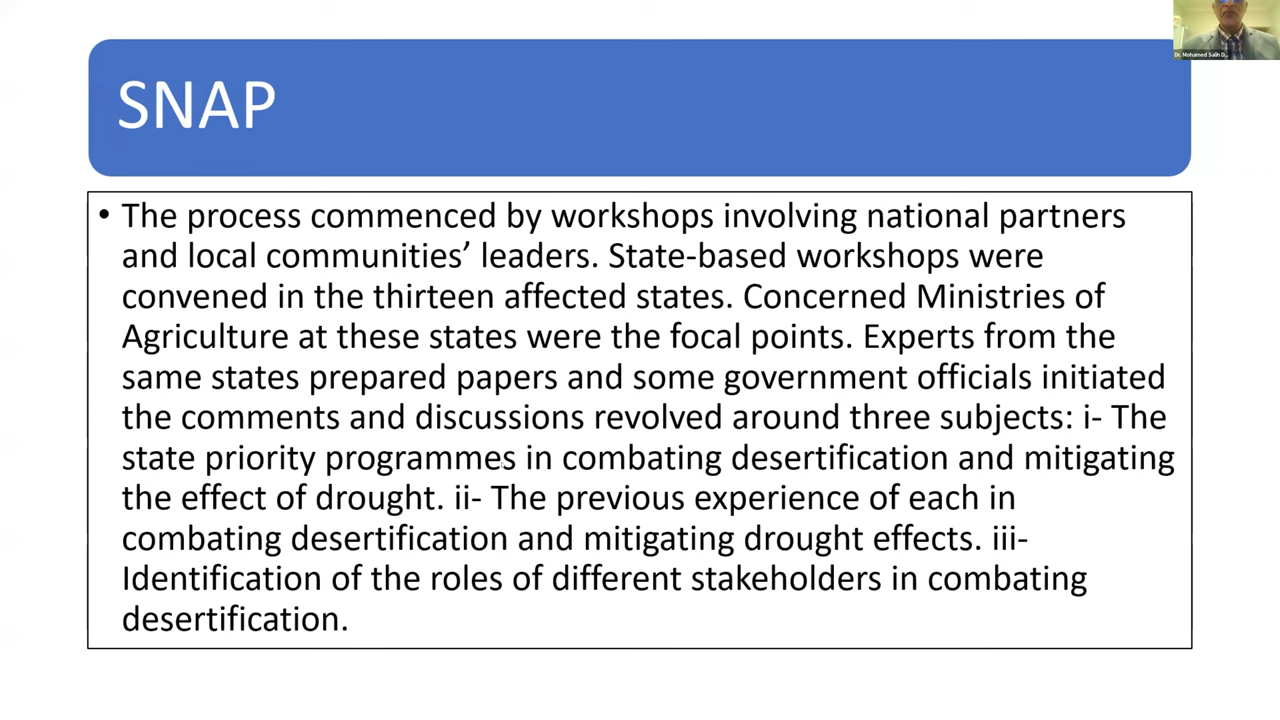 SNAP
• The process commenced by workshops involving national partners
and local communities’ leaders. State-based workshops were
convened in the thirteen affected states. Concerned Ministries of
Agriculture at these states were the focal points. Experts from the
same states prepared papers and some government officials initiated
the comments and discussions revolved around three subjects: i- The
state priority programmes in combating desertification and mitigating
the effect of drought. ii- The previous experience of each in
combating desertification and mitigating drought effects. iii-
Identification of the roles of different stakeholders in combating
desertification.
Dr. Mohamed Salih D...